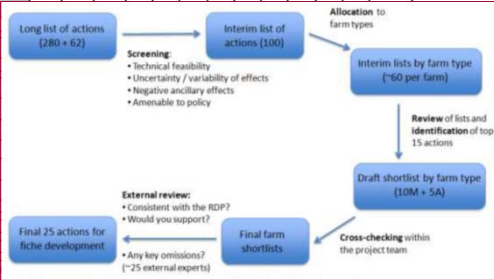 Long list of actions
(280 + 62)
Screening:
• Technical feasibility
• Uncertainty / variability of effects
• Negative ancillary effects
• Amenable to policy
Interim list of
actions (100)
Allocation to
farm types
Interim lists by farm type
(~60 per farm)
Review of lists and
identification of top
15 actions
Draft shortlist by farm type
(10M + 5A)
Cross-checking within
the project team
Final farm
shortlists
External review:
• Consistent with the RDP?
• Would you support?
• Any key omissions?
(~25 external experts)
Final 25 actions for
fiche development